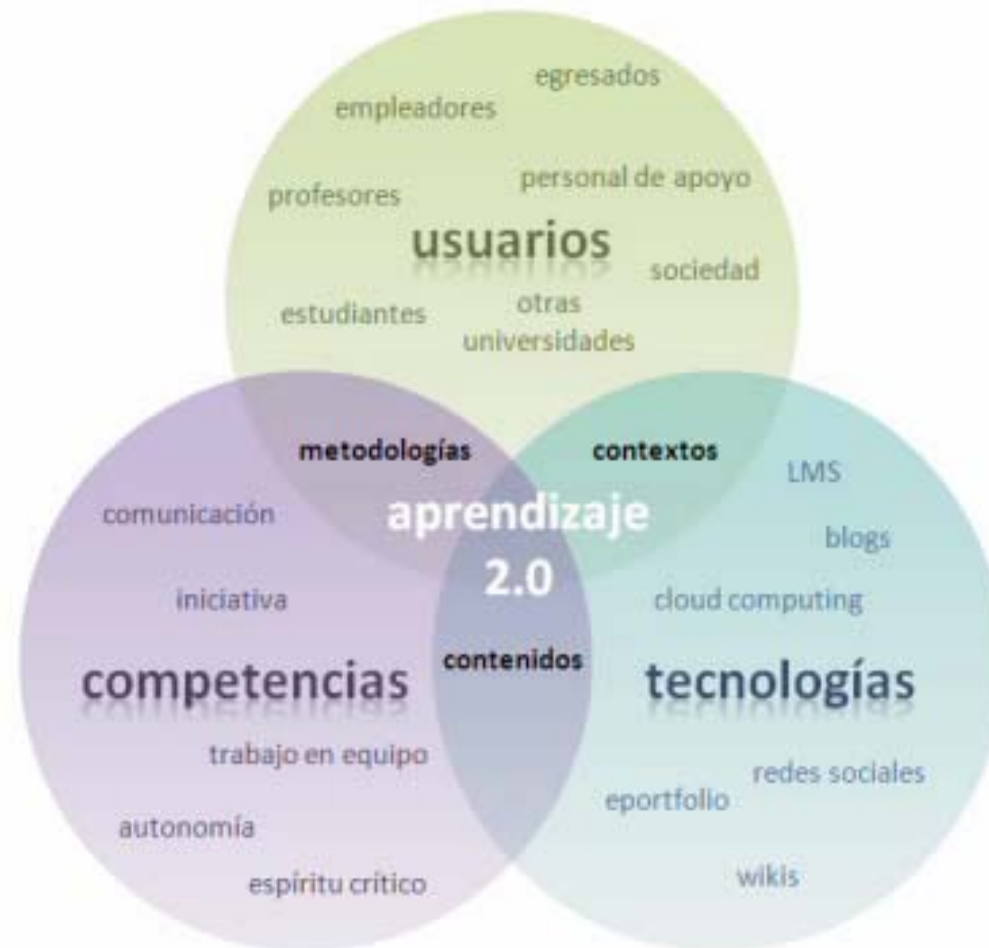 egresados
empleadores
personal de apoyo
profesores
usuarios
sociedad
otras
universidades
estudiantes
metodologías
contextos
LMS
aprendizaje
2.0
comunicación
blogs
iniciativa
cloud computing
contenidos
competencias
tecnologías
trabajo en equipo
redes sociales
eportfolio
autonomía
wikis
espíritu crítico